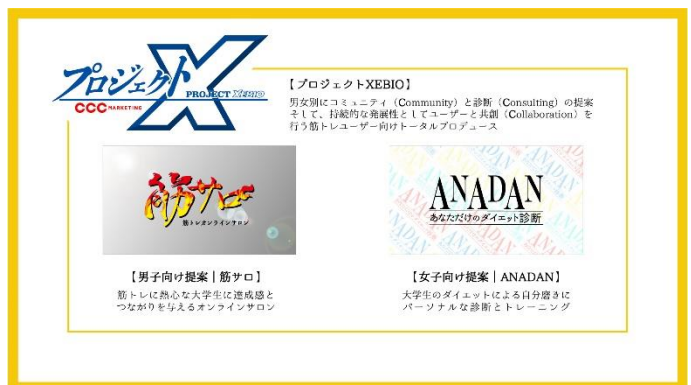 プロジェクト
PROJECT XEBIO
CCC MARKETING
【プロジェクトXEBIO】
男女別にコミュニティ（Community）と診断（Consulting）の提案
そして、持続的な発展性としてユーザーと共創（Collaboration）を
行う筋トレユーザー向けトータルプロデュース
筋サロ
筋トレオンラインサロン
ANADAN
あなただけのダイエット診断
【男子向け提案｜筋サロ】
筋トレに熱心な大学生に達成感と
つながりを与えるオンラインサロン
【女子向け提案｜ANADAN】
大学生のダイエットによる自分磨きに
パーソナルな診断とトレーニング